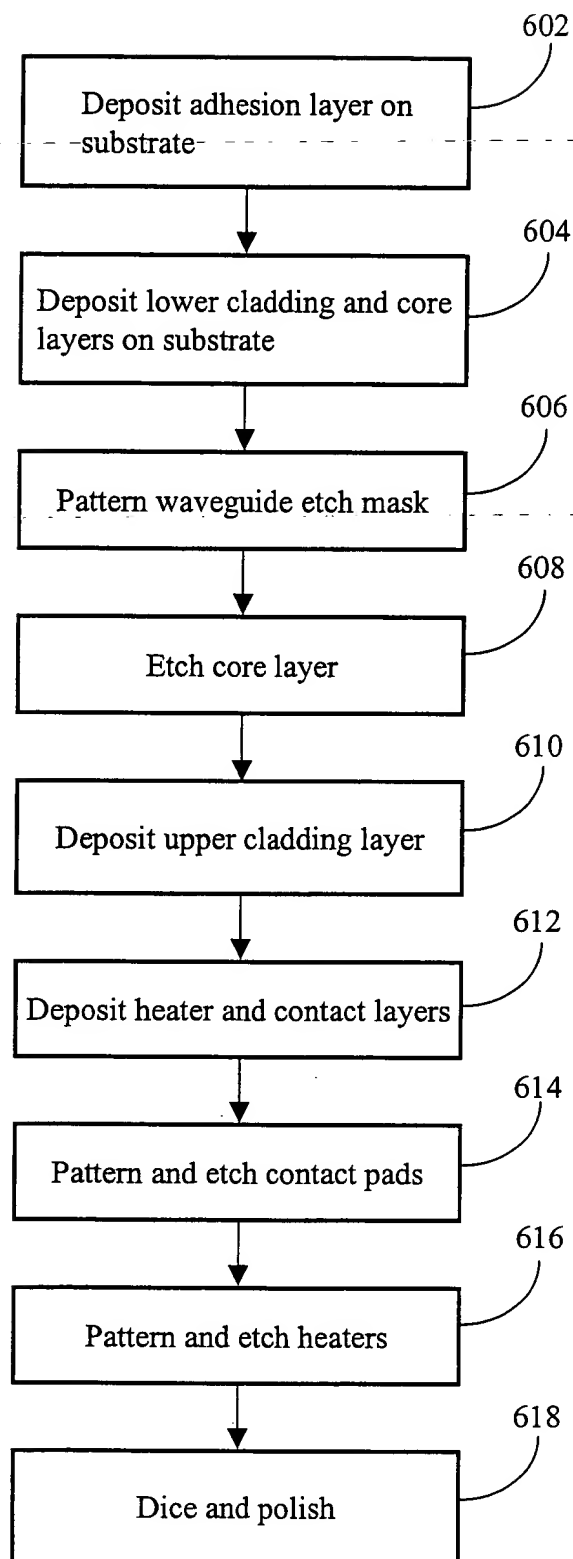 602
Deposit adhesion layer on
substrate
604
Deposit lower cladding and core
layers on substrate
606
Pattern waveguide etch mask
608
Etch core layer
610
Deposit upper cladding layer
612
Deposit heater and contact layers
614
Pattern and etch contact pads
616
Pattern and etch heaters
618
Dice and polish